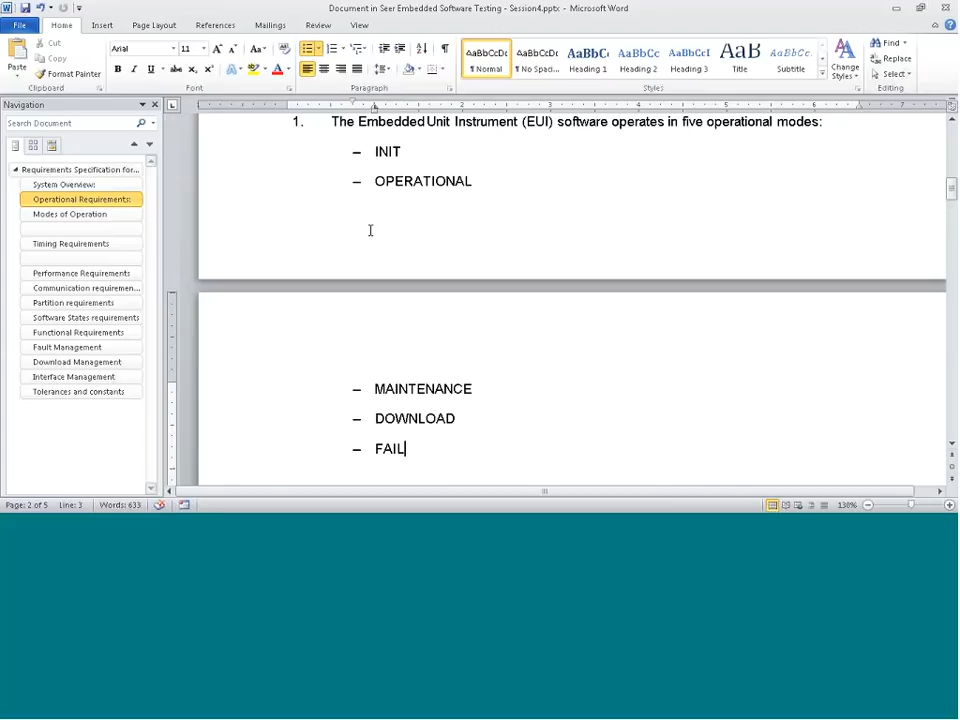 Document in Seer Embedded Software Testing - Session4.pptx - Microsoft Word
File Home Insert Page Layout References Mailings Review View
Paste
Cut
Copy
Format Painter
Clipboard
Arial 11
Font
Paragraph
AaBbCcDc AaBbCcDc AaBbC AaBbCc AaBbCcI AaB AaBbCc.
¶ Normal ¶ No Spaci... Heading 1 Heading 2 Heading 3 Title Subtitle
Styles
Change Styles
Find
Replace
Select
Editing
Navigation
Search Document
Requirements Specification for...
System Overview:
Operational Requirements:
Modes of Operation
Timing Requirements
Performance Requirements
Communication requiremen...
Partition requirements
Software States requirements
Functional Requirements
Fault Management
Download Management
Interface Management
Tolerances and constants
1. The Embedded Unit Instrument (EUI) software operates in five operational modes:
– INIT
– OPERATIONAL
– MAINTENANCE
– DOWNLOAD
– FAIL
Page: 2 of 5 Line: 3 Words: 633
130%